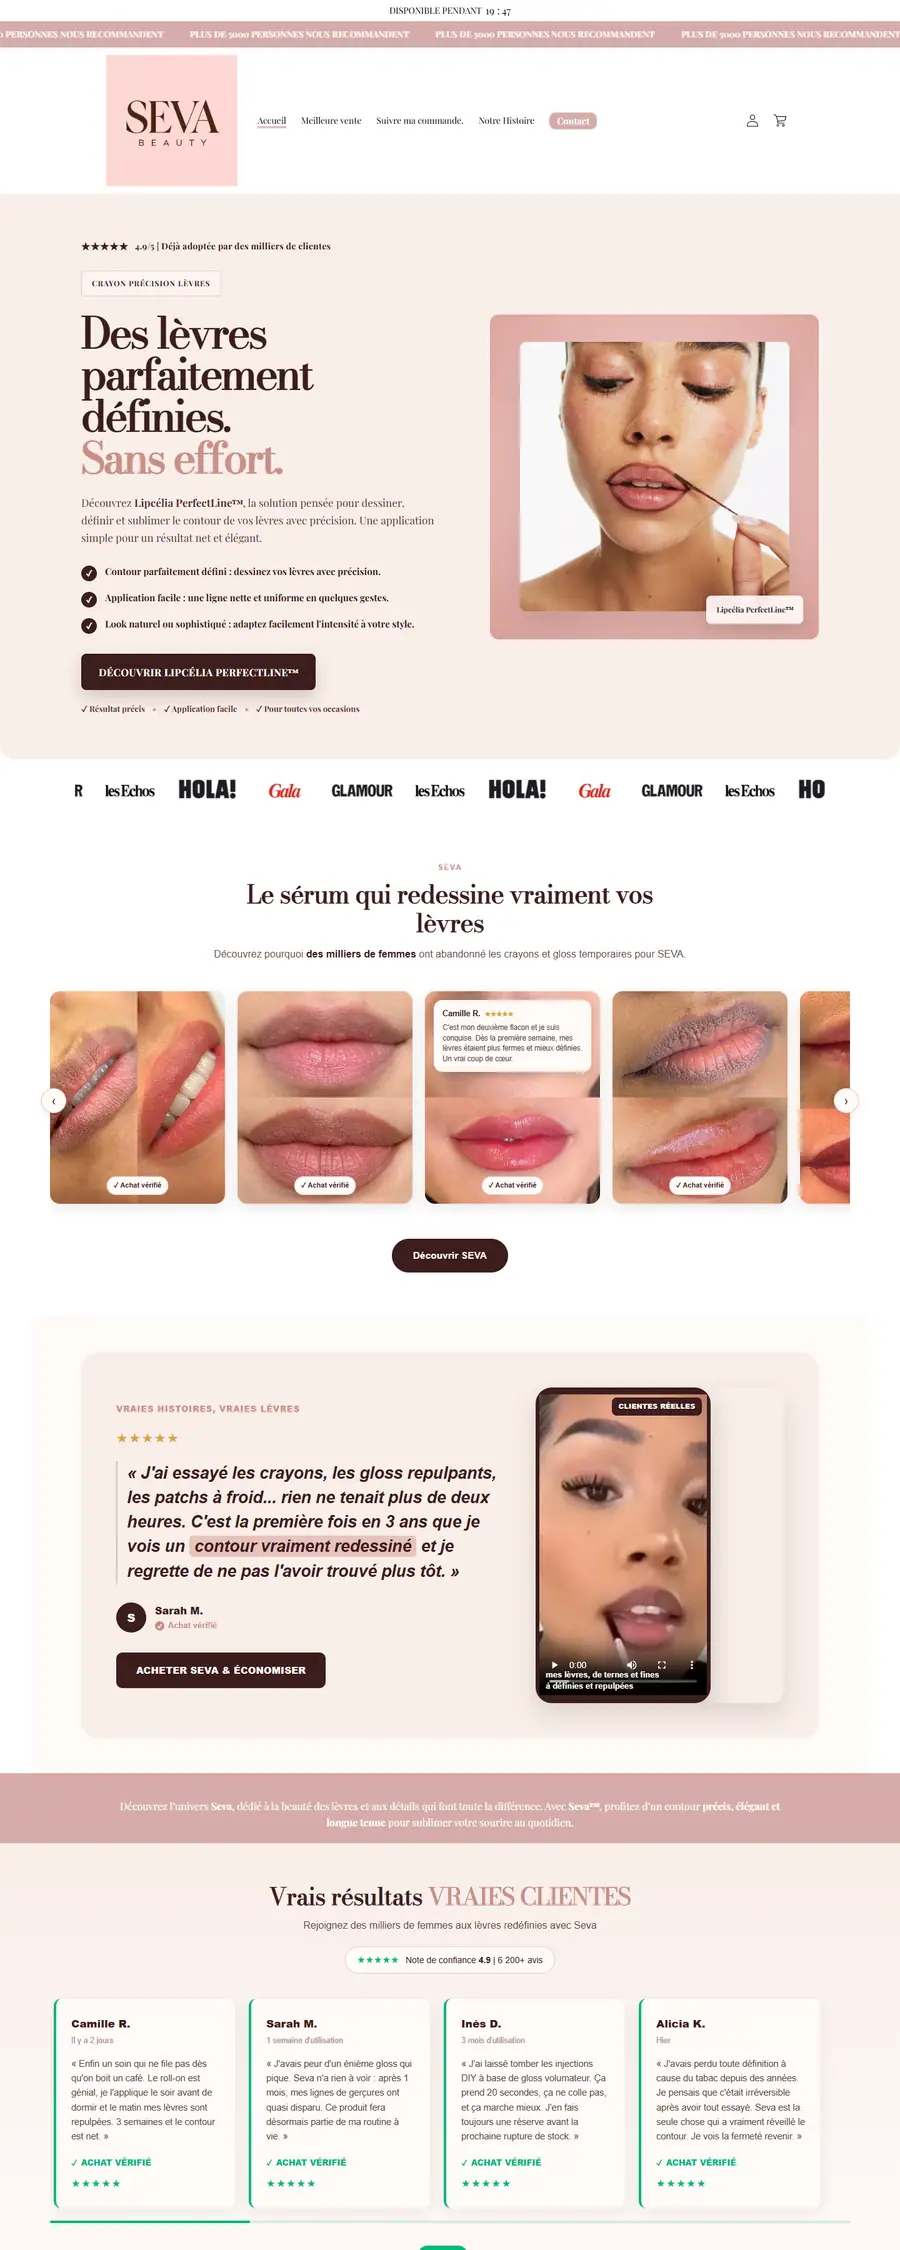 DISPONIBLE PENDANT 19 : 47
PERSONNES NOUS RECOMMANDENT PLUS DE 5000 PERSONNES NOUS RECOMMANDENT PLUS DE 5000 PERSONNES NOUS RECOMMANDENT PLUS DE 5000 PERSONNES NOUS RECOMMANDENT
SEVA
BEAUTY
Accueil Meilleure vente Suivre ma commande. Notre Histoire Contact
★★★★★ 4.9/5 | Déjà adoptée par des milliers de clientes
CRAYON PRÉCISION LÈVRES
Des lèvres
parfaitement
définies.
Sans effort.
Découvrez Lipcélia PerfectLine™, la solution pensée pour dessiner,
définir et sublimer le contour de vos lèvres avec précision. Une application
simple pour un résultat net et élégant.
✓ Contour parfaitement défini : dessinez vos lèvres avec précision.
✓ Application facile : une ligne nette et uniforme en quelques gestes.
✓ Look naturel ou sophistiqué : adaptez facilement l'intensité à votre style.
DÉCOUVRIR LIPCÉLIA PERFECTLINE™
✓ Résultat précis • ✓ Application facile • ✓ Pour toutes vos occasions
Lipcélia PerfectLine™
R les Echos HOLA! Gala GLAMOUR les Echos HOLA! Gala GLAMOUR les Echos HO
SEVA
Le sérum qui redessine vraiment vos
lèvres
Découvrez pourquoi des milliers de femmes ont abandonné les crayons et gloss temporaires pour SEVA.
Camille R. ★★★★★
C'est mon deuxième flacon et je suis
conquise. Dès la première semaine, mes
lèvres étaient plus fermes et mieux définies.
Un vrai coup de cœur.
‹ ›
✓ Achat vérifié ✓ Achat vérifié ✓ Achat vérifié ✓ Achat vérifié
Découvrir SEVA
VRAIES HISTOIRES, VRAIES LÈVRES
★★★★★
« J'ai essayé les crayons, les gloss repulpants,
les patchs à froid... rien ne tenait plus de deux
heures. C'est la première fois en 3 ans que je
vois un contour vraiment redessiné et je
regrette de ne pas l'avoir trouvé plus tôt. »
S
Sarah M.
Achat vérifié
ACHETER SEVA & ÉCONOMISER
CLIENTES RÉELLES
0:00
mes lèvres, de ternes et fines
à définies et repulpées
Découvrez l'univers Seva, dédié à la beauté des lèvres et aux détails qui font toute la différence. Avec Seva™, profitez d'un contour précis, élégant et
longue tenue pour sublimer votre sourire au quotidien.
Vrais résultats VRAIES CLIENTES
Rejoignez des milliers de femmes aux lèvres redéfinies avec Seva
★★★★★ Note de confiance 4.9 | 6 200+ avis
Camille R.
Il y a 2 jours
« Enfin un soin qui ne file pas dès
qu'on boit un café. Le roll-on est
génial, je l'applique le soir avant de
dormir et le matin mes lèvres sont
repulpées. 3 semaines et le contour
est net. »
✓ ACHAT VÉRIFIÉ
★★★★★
Sarah M.
1 semaine d'utilisation
« J'avais peur d'un énième gloss qui
pique. Seva n'a rien à voir : après 1
mois, mes lignes de gerçures ont
quasi disparu. Ce produit fera
désormais partie de ma routine à
vie. »
✓ ACHAT VÉRIFIÉ
★★★★★
Inès D.
3 mois d'utilisation
« J'ai laissé tomber les injections
DIY à base de gloss volumateur. Ça
prend 20 secondes, ça ne colle pas,
et ça marche mieux. J'en fais
toujours une réserve avant la
prochaine rupture de stock. »
✓ ACHAT VÉRIFIÉ
★★★★★
Alicia K.
Hier
« J'avais perdu toute définition à
cause du tabac depuis des années.
Je pensais que c'était irréversible
après avoir tout essayé. Seva est la
seule chose qui a vraiment réveillé le
contour. Je vois la fermeté revenir. »
✓ ACHAT VÉRIFIÉ
★★★★★